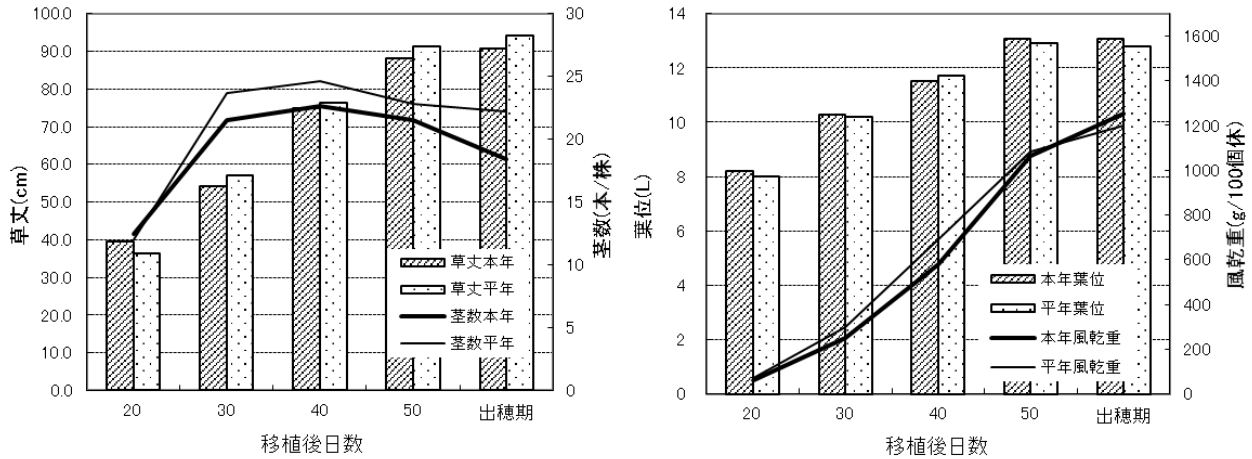 100.0
90.0
80.0
70.0
60.0
50.0
40.0
30.0
20.0
10.0
0.0
草丈(cm)
30
25
20
15
10
5
0
茎数(本/株)
草丈本年
草丈平年
茎数本年
茎数平年
20
30
40
50
出穂期
移植後日数
14
12
10
8
6
4
2
0
葉位(L)
1600
1400
1200
1000
800
600
400
200
0
風乾重(g/100個休)
本年葉位
平年葉位
本年風乾重
平年風乾重
20
30
40
50
出穂期
移植後日数